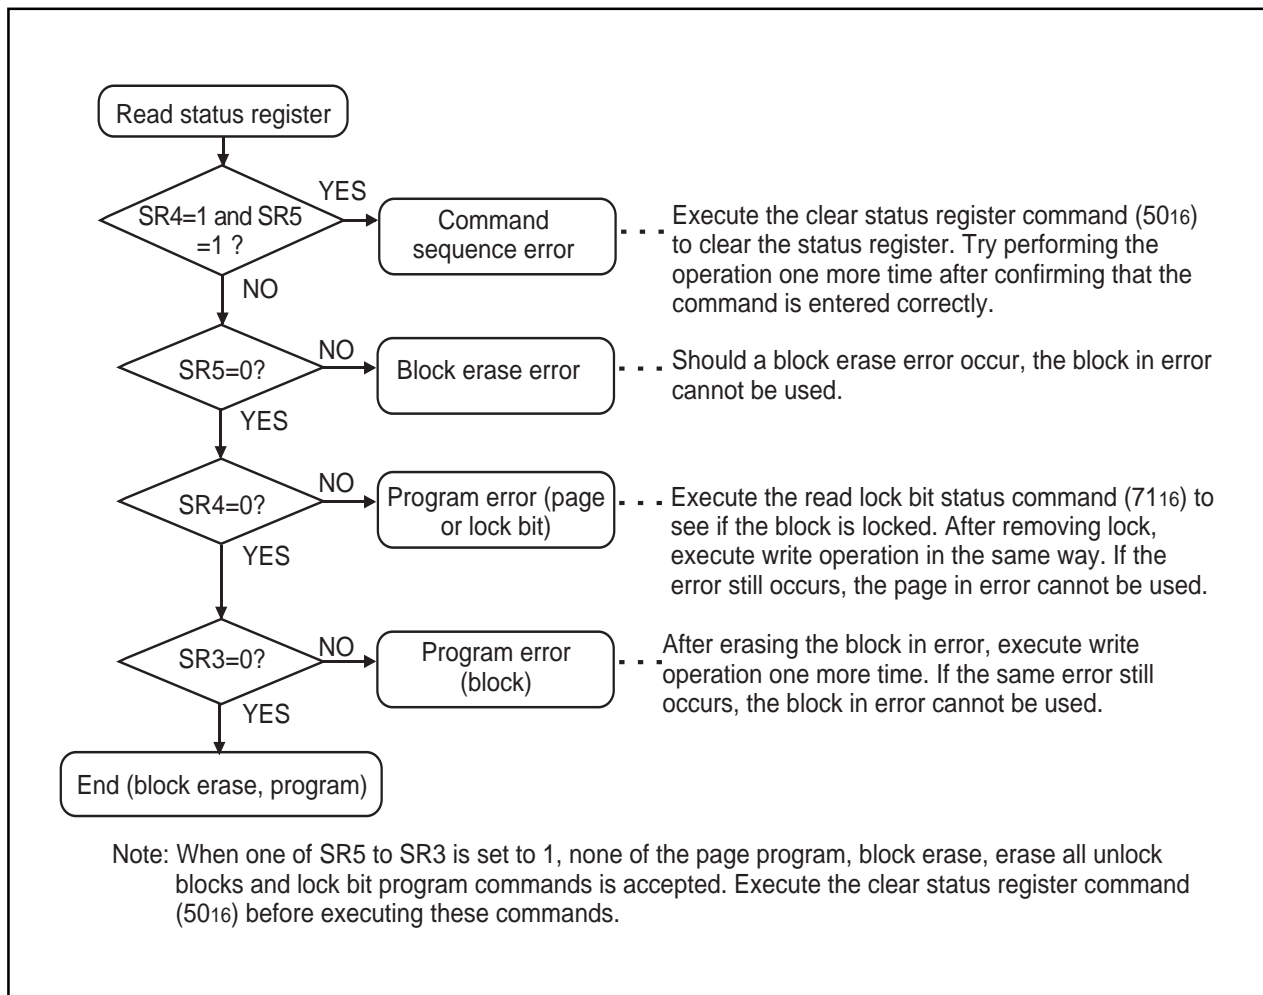 Read status register
SR4=1 and SR5
=1 ?
YES
Command
sequence error
Execute the clear status register command (5016)
to clear the status register. Try performing the
operation one more time after confirming that the
command is entered correctly.
NO
SR5=0?
NO
Block erase error
Should a block erase error occur, the block in error
cannot be used.
YES
SR4=0?
NO
Program error (page
or lock bit)
Execute the read lock bit status command (7116) to
see if the block is locked. After removing lock,
execute write operation in the same way. If the
error still occurs, the page in error cannot be used.
YES
SR3=0?
NO
Program error
(block)
After erasing the block in error, execute write
operation one more time. If the same error still
occurs, the block in error cannot be used.
YES
End (block erase, program)
Note: When one of SR5 to SR3 is set to 1, none of the page program, block erase, erase all unlock
blocks and lock bit program commands is accepted. Execute the clear status register command
(5016) before executing these commands.